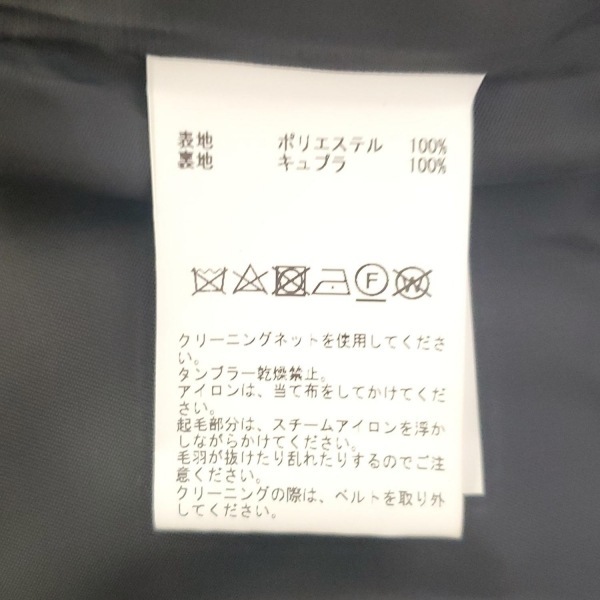 表地 ポリエステル 100%
裏地 キュプラ 100%
F W
クリーニングネットを使用してくださ
い。
タンブラー乾燥禁止。
アイロンは、当て布をしてかけてくだ
さい。
起毛部分は、スチームアイロンを浮か
しながらかけてください。
毛羽が抜けたり乱れたりするのでご注
意ください。
クリーニングの際は、ベルトを取り外
してください。